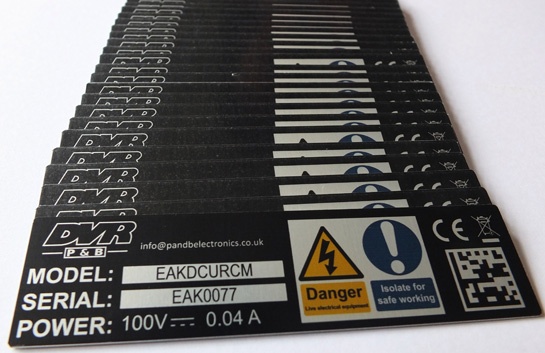 DVR
P & B
info@pandbelectronics.co.uk
MODEL: EAKDCURCM
SERIAL: EAK0077
POWER: 100V⎓ 0.04 A
Danger
Live electrical equipment
Isolate for
safe working
CE